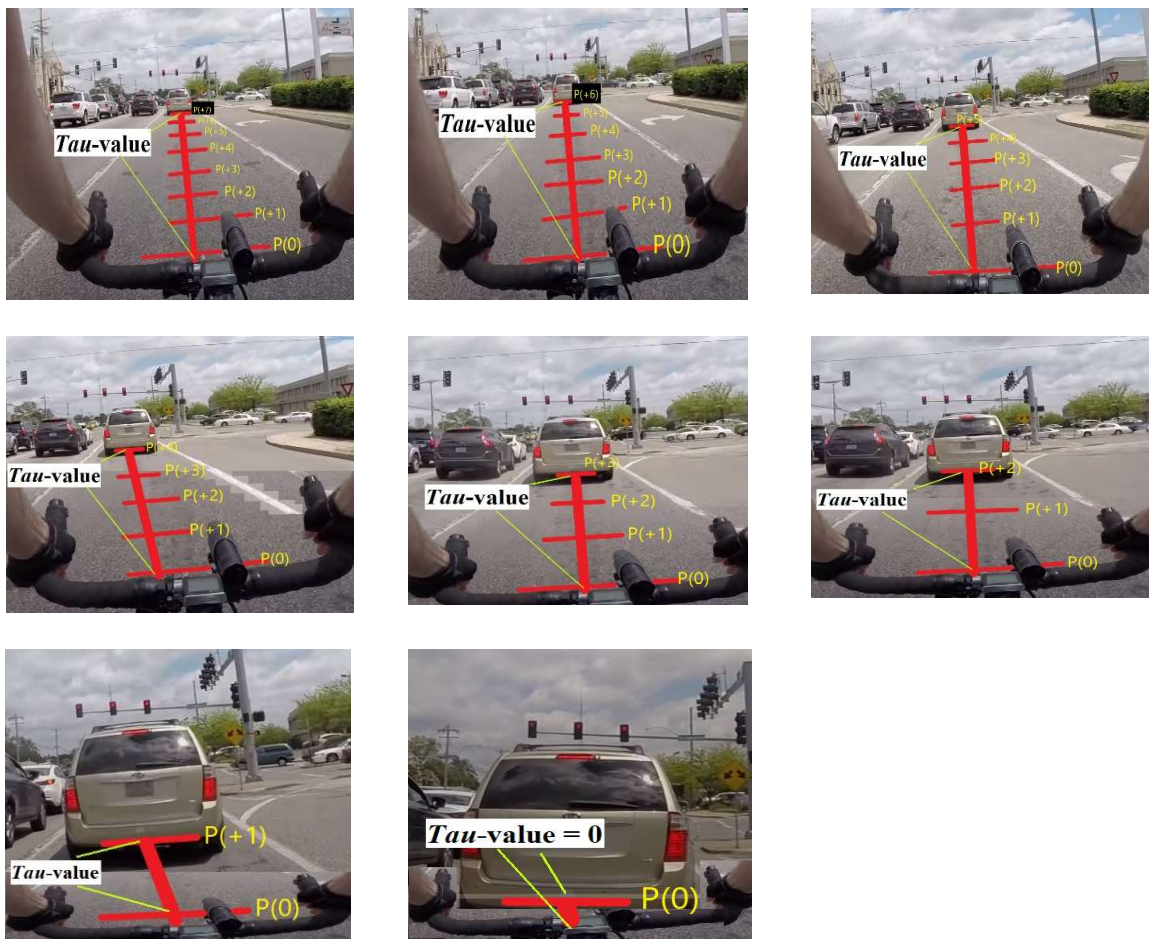 P(+7)
P(+5)
Tau-value
P(+4)
P(+3)
P(+2)
P(+1)
P(0)
P(+6)
P(+5)
Tau-value
P(+4)
P(+3)
P(+2)
P(+1)
P(0)
P(+5)
P(+4)
Tau-value
P(+3)
P(+2)
P(+1)
P(0)
P(+3)
Tau-value
P(+2)
P(+1)
P(0)
P(+3)
Tau-value
P(+2)
P(+1)
P(0)
P(+2)
Tau-value
P(+1)
P(0)
P(+1)
Tau-value
P(0)
Tau-value = 0
P(0)